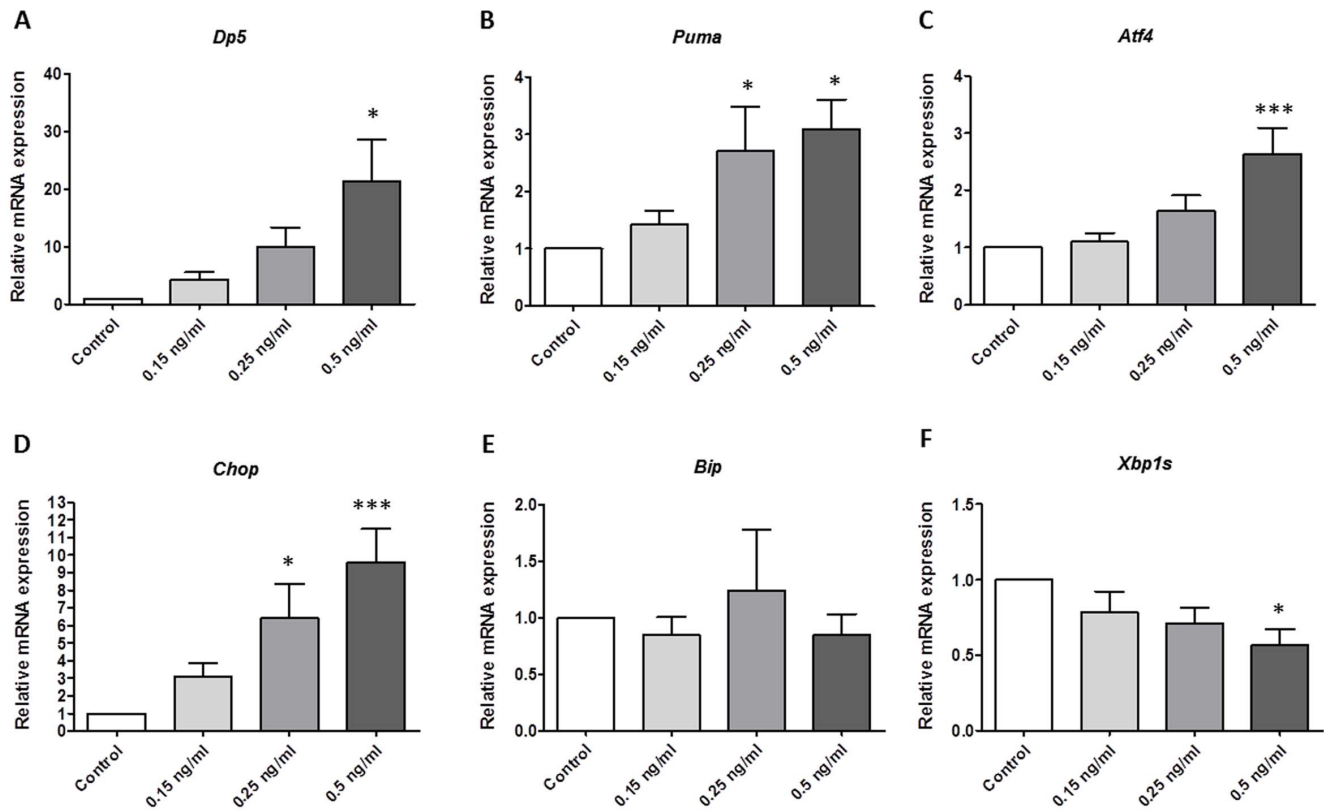 A
Dp5
Relative mRNA expression
40
30
20
10
0
*
Control
0.15 ng/ml
0.25 ng/ml
0.5 ng/ml
B
Puma
Relative mRNA expression
4
3
2
1
0
*
*
Control
0.15 ng/ml
0.25 ng/ml
0.5 ng/ml
C
Atf4
Relative mRNA expression
4
3
2
1
0
***
Control
0.15 ng/ml
0.25 ng/ml
0.5 ng/ml
D
Chop
Relative mRNA expression
13
12
11
10
9
8
7
6
5
4
3
2
1
0
*
***
Control
0.15 ng/ml
0.25 ng/ml
0.5 ng/ml
E
Bip
Relative mRNA expression
2.0
1.5
1.0
0.5
0.0
Control
0.15 ng/ml
0.25 ng/ml
0.5 ng/ml
F
Xbp1s
Relative mRNA expression
1.5
1.0
0.5
0.0
*
Control
0.15 ng/ml
0.25 ng/ml
0.5 ng/ml